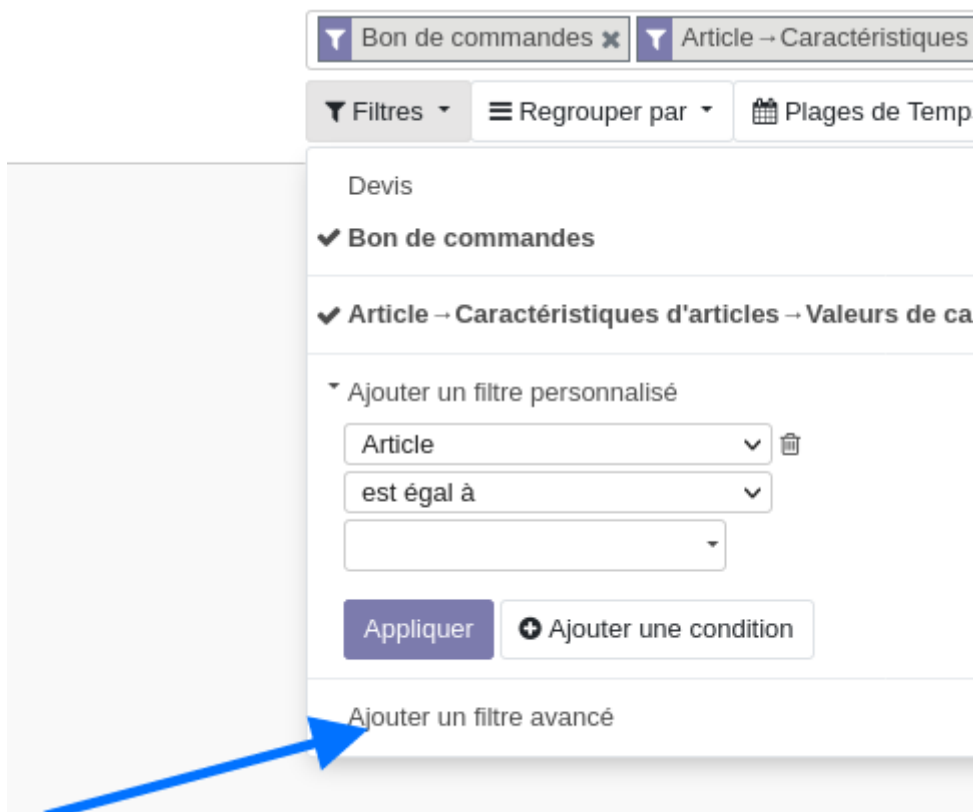 Bon de commandes Article→Caractéristiques
Filtres Regrouper par Plages de Temps
Devis
Bon de commandes
Article→Caractéristiques d'articles→Valeurs de ca
Ajouter un filtre personnalisé
Article
est égal à
Appliquer Ajouter une condition
Ajouter un filtre avancé